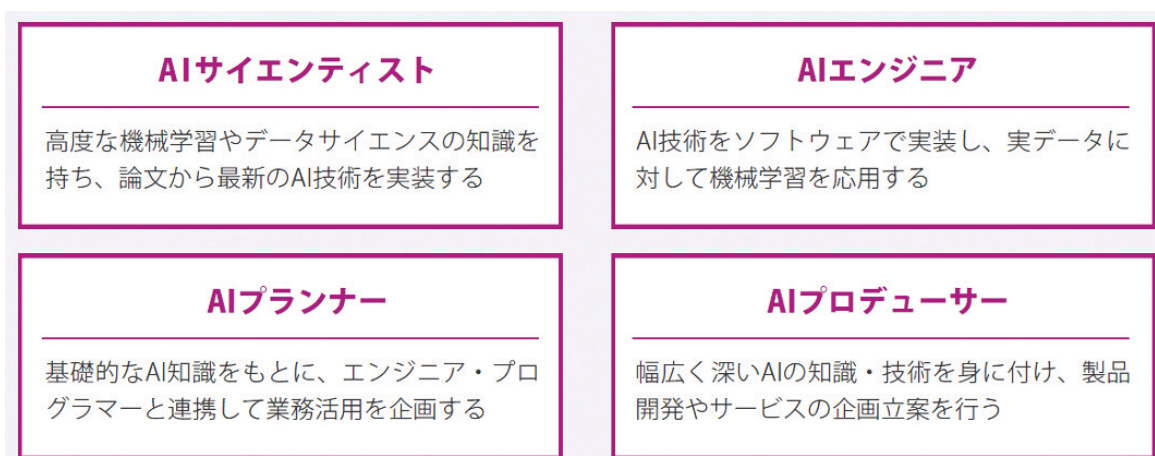 AIサイエンティスト
高度な機械学習やデータサイエンスの知識を
持ち、論文から最新のAI技術を実装する
AIエンジニア
AI技術をソフトウェアで実装し、実データに
対して機械学習を応用する
AIプランナー
基礎的なAI知識をもとに、エンジニア・プロ
グラマーと連携して業務活用を企画する
AIプロデューサー
幅広く深いAIの知識・技術を身に付け、製品
開発やサービスの企画立案を行う